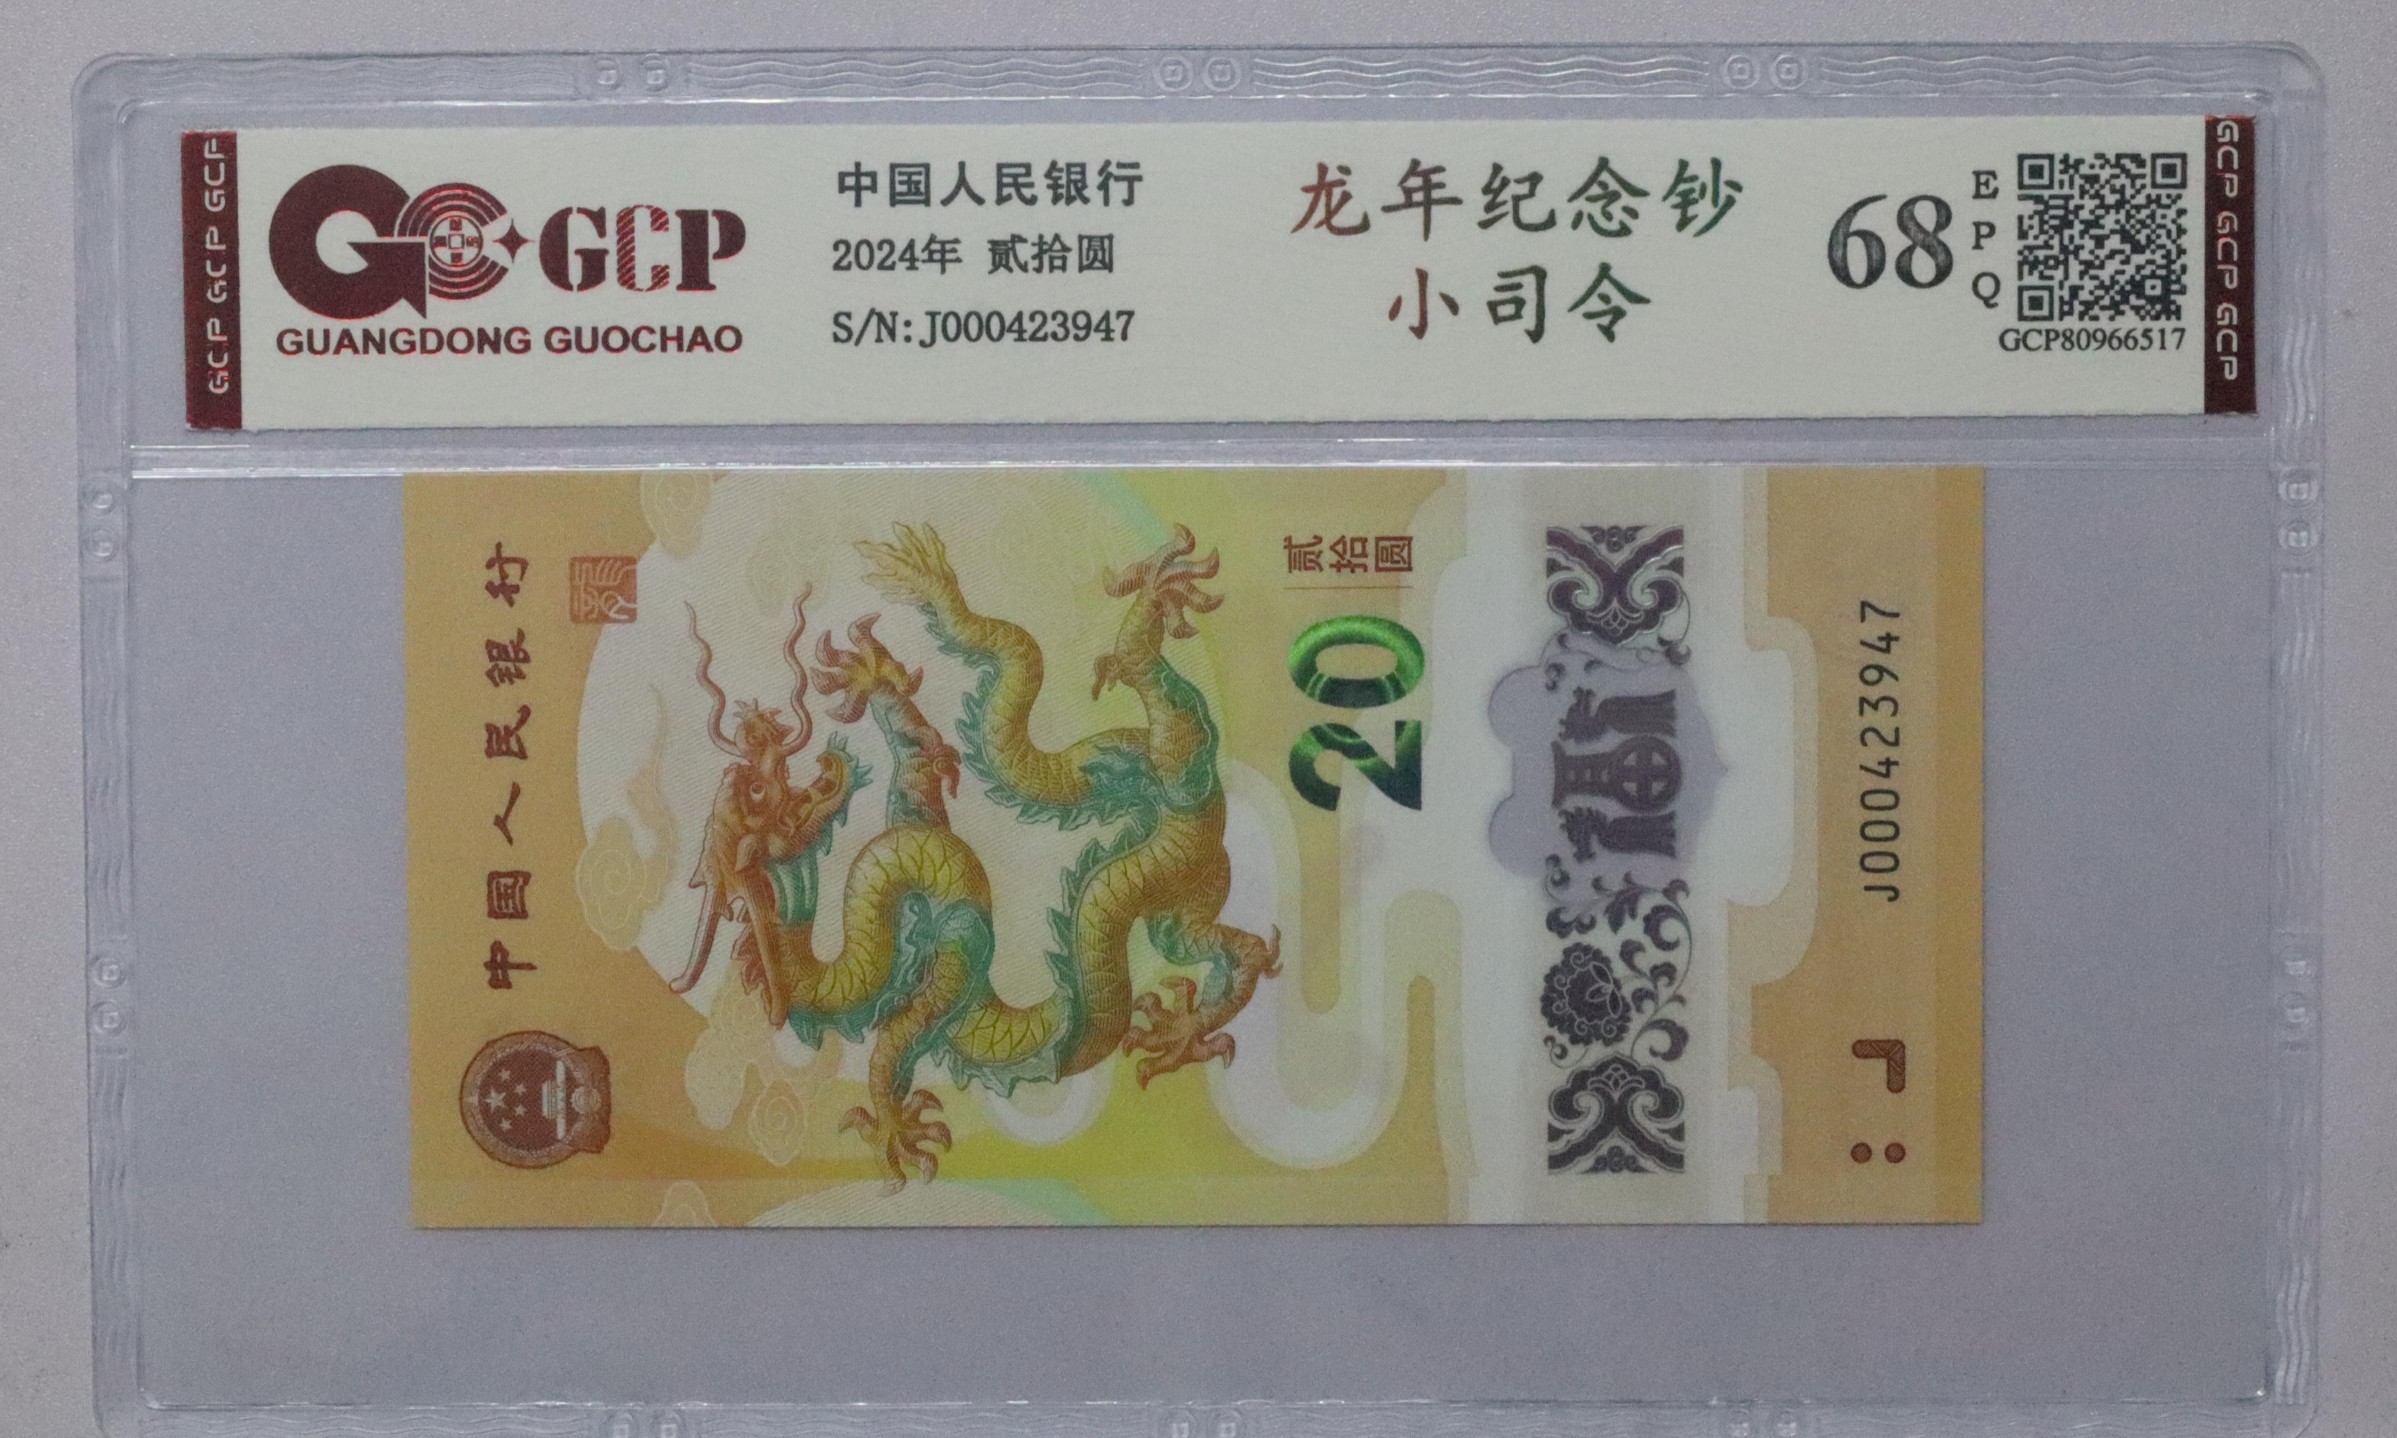 GCP GCP GCP
GCP
GUANGDONG GUOCHAO
中国人民银行
2024年 贰拾圆
S/N:J000423947
龙年纪念钞
小司令
68
EPQ
GCP80966517
GCP GCP GCP
中国人民银行
贰拾圆
20
J000423947